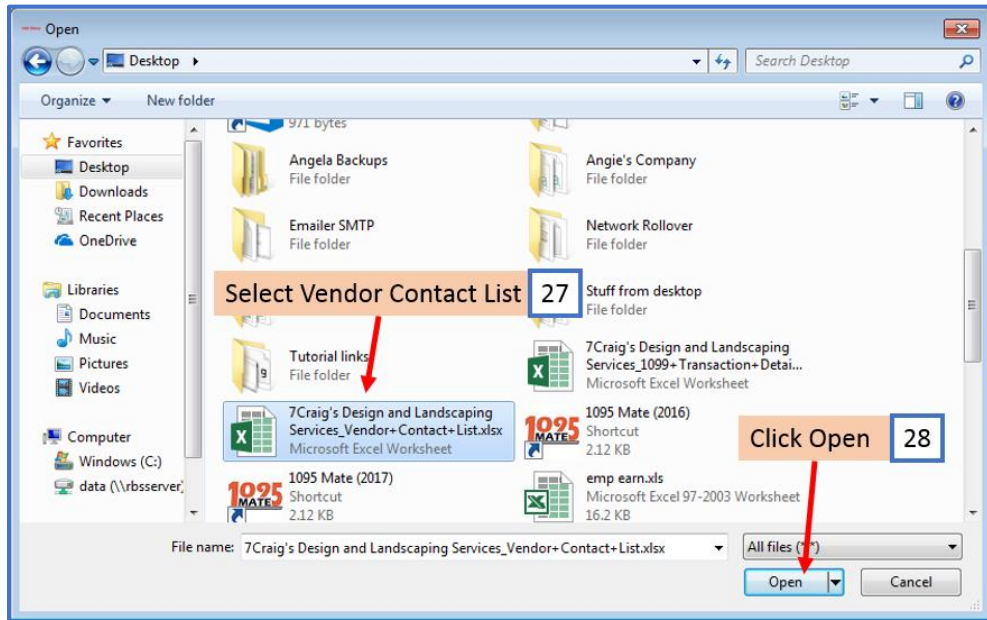 Open
Desktop
Search Desktop
Organize
New folder
Favorites
Desktop
Downloads
Recent Places
OneDrive
Libraries
Documents
Music
Pictures
Videos
Computer
Windows (C:)
data (\\rbsserver
971 bytes
Angela Backups
File folder
Angie's Company
File folder
Emailer SMTP
File folder
Network Rollover
File folder
Select Vendor Contact List 27
Stuff from desktop
File folder
Tutorial links
File folder
7Craig's Design and Landscaping
Services_1099+Transaction+Detai...
Microsoft Excel Worksheet
7Craig's Design and Landscaping
Services_Vendor+Contact+List.xlsx
Microsoft Excel Worksheet
1095
MATE
1095 Mate (2016)
Shortcut
2.12 KB
Click Open 28
1095
MATE
1095 Mate (2017)
Shortcut
2.12 KB
emp earn.xls
Microsoft Excel 97-2003 Worksheet
16.2 KB
File name:
7Craig's Design and Landscaping Services_Vendor+Contact+List.xlsx
All files (*.*)
Open
Cancel